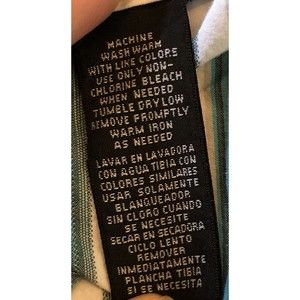 MACHINE
WASH WARM
WITH LIKE COLORS
USE ONLY NON-
CHLORINE BLEACH
WHEN NEEDED
TUMBLE DRY LOW
REMOVE PROMPTLY
WARM IRON
AS NEEDED
LAVAR EN LAVADORA
CON AGUA TIBIA CON
COLORES SIMILARES
USAR SOLAMENTE
BLANQUEADOR
SIN CLORO CUANDO
SE NECESITE
SECAR EN SECADORA
CICLO LENTO
REMOVER
INMEDIATAMENTE
PLANCHA TIBIA
SI SE NECESITA